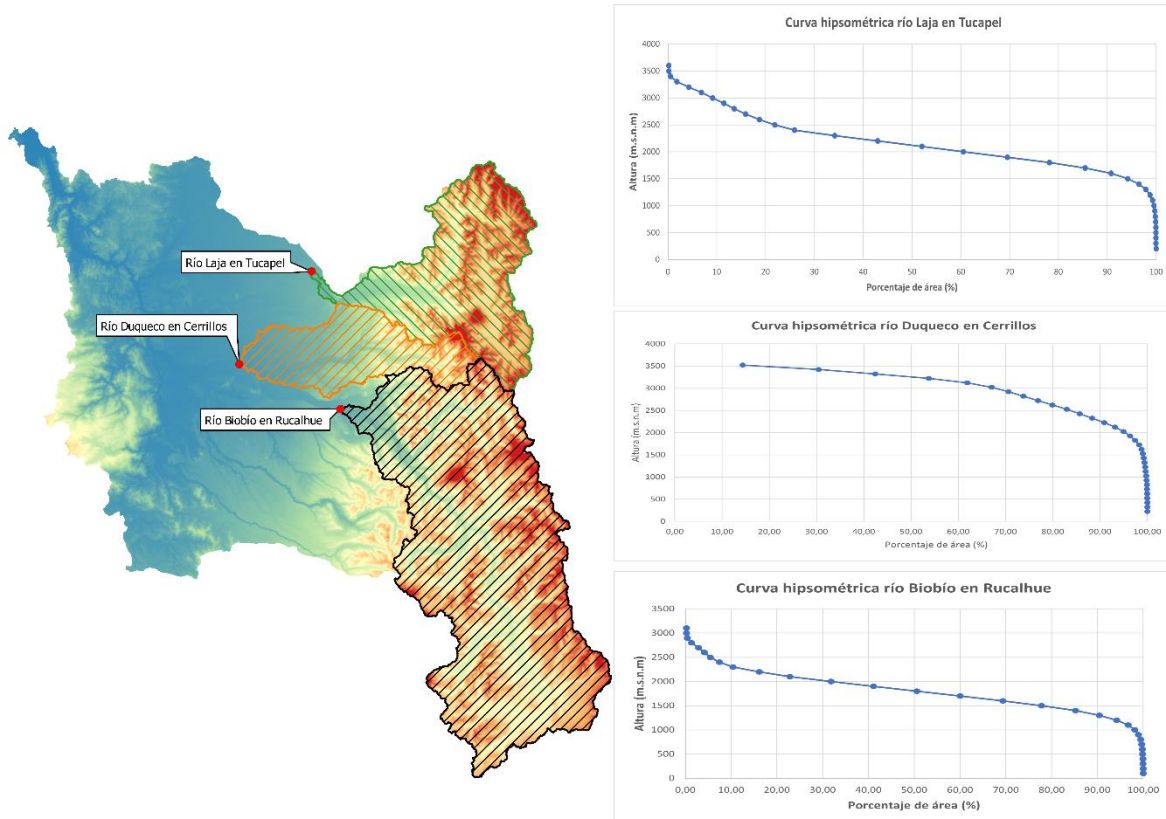 Río Laja en Tucapel
Río Duqueco en Cerrillos
Río Biobío en Rucalhue
Curva hipsométrica río Laja en Tucapel
Altura (m.s.n.m)
4000
3500
3000
2500
2000
1500
1000
500
0
0 10 20 30 40 50 60 70 80 90 100
Porcentaje de área (%)
Curva hipsométrica río Duqueco en Cerrillos
Altura (m.s.n.m)
4000
3500
3000
2500
2000
1500
1000
500
0
0,00 10,00 20,00 30,00 40,00 50,00 60,00 70,00 80,00 90,00 100,00
Porcentaje de área (%)
Curva hipsométrica río Biobío en Rucalhue
Altura (m.s.n.m)
3500
3000
2500
2000
1500
1000
500
0
0,00 10,00 20,00 30,00 40,00 50,00 60,00 70,00 80,00 90,00 100,00
Porcentaje de área (%)